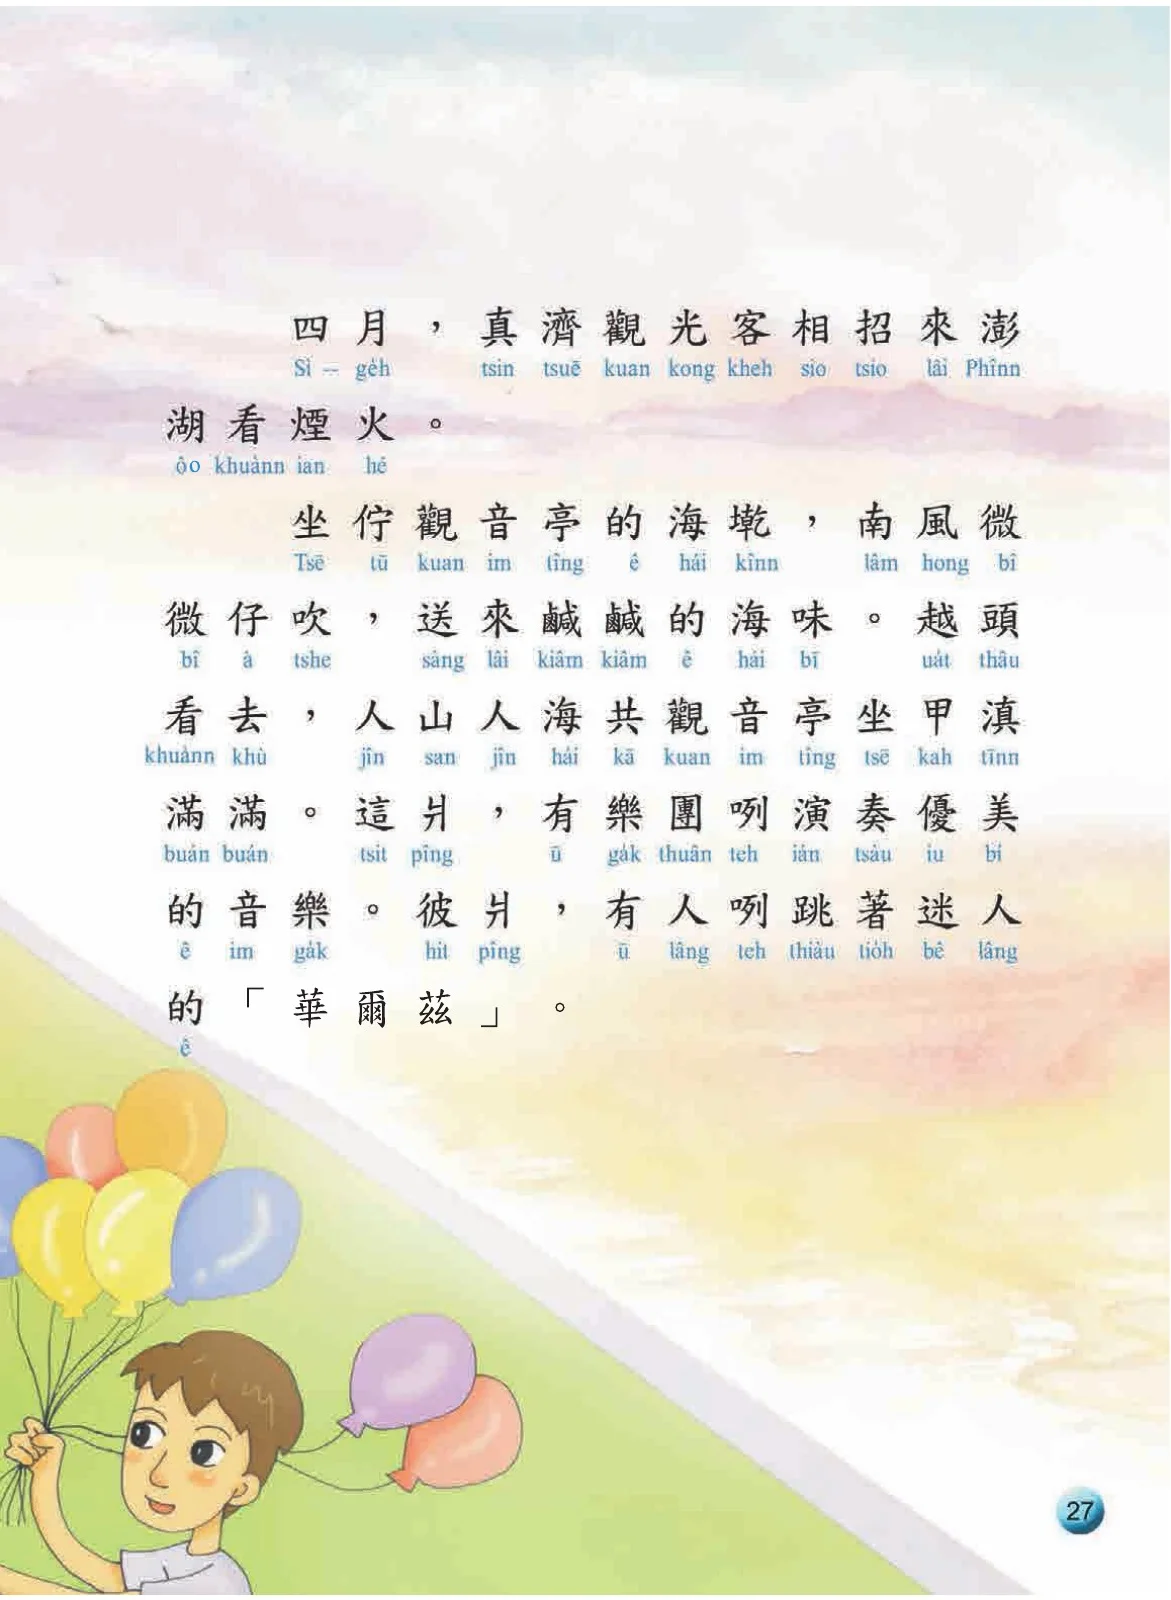 四月，真濟觀光客相招來澎
Sì – ge̍h tsin tsuē kuan kong kheh sio tsio lâi Phînn
湖看煙火。
ôo khuànn ian hé
坐佇觀音亭的海墘，南風微
Tsē tū kuan im tîng ê hái kînn lâm hong bî
微仔吹，送來鹹鹹的海味。越頭
bî à tshe sàng lâi kiâm kiâm ê hái bī ua̍t thâu
看去，人山人海共觀音亭坐甲滇
khuànn khù jîn san jîn hái kā kuan im tîng tsē kah tīnn
滿滿。這爿，有樂團咧演奏優美
buán buán tsit pîng ū ga̍k thuân teh ián tsàu iu bí
的音樂。彼爿，有人咧跳著迷人
ê im ga̍k hit pîng ū lâng teh thiàu tio̍h bê lâng
的「華爾茲」。
ê
27